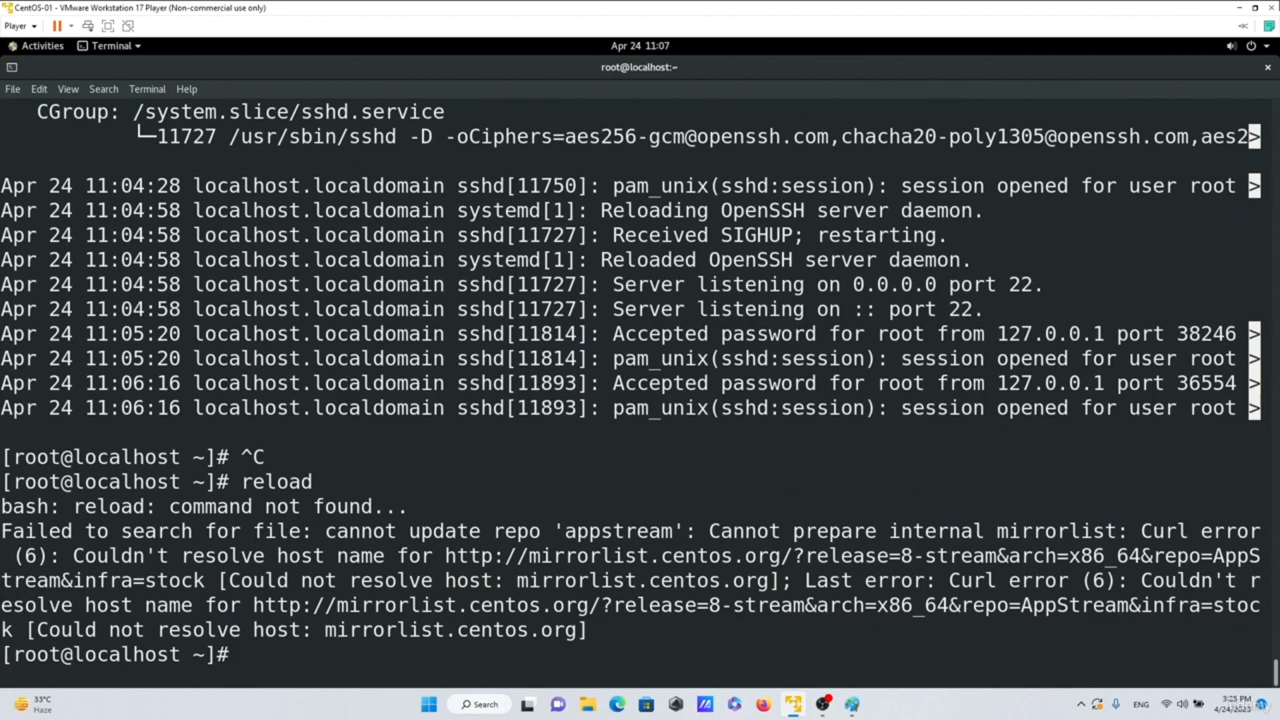 CentOS-01 - VMware Workstation 17 Player (Non-commercial use only)
Player
Activities Terminal Apr 24 11:07
root@localhost:~
File Edit View Search Terminal Help
CGroup: /system.slice/sshd.service
└─11727 /usr/sbin/sshd -D -oCiphers=aes256-gcm@openssh.com,chacha20-poly1305@openssh.com,aes2>
Apr 24 11:04:28 localhost.localdomain sshd[11750]: pam_unix(sshd:session): session opened for user root >
Apr 24 11:04:58 localhost.localdomain systemd[1]: Reloading OpenSSH server daemon.
Apr 24 11:04:58 localhost.localdomain sshd[11727]: Received SIGHUP; restarting.
Apr 24 11:04:58 localhost.localdomain systemd[1]: Reloaded OpenSSH server daemon.
Apr 24 11:04:58 localhost.localdomain sshd[11727]: Server listening on 0.0.0.0 port 22.
Apr 24 11:04:58 localhost.localdomain sshd[11727]: Server listening on :: port 22.
Apr 24 11:05:20 localhost.localdomain sshd[11814]: Accepted password for root from 127.0.0.1 port 38246 >
Apr 24 11:05:20 localhost.localdomain sshd[11814]: pam_unix(sshd:session): session opened for user root >
Apr 24 11:06:16 localhost.localdomain sshd[11893]: Accepted password for root from 127.0.0.1 port 36554 >
Apr 24 11:06:16 localhost.localdomain sshd[11893]: pam_unix(sshd:session): session opened for user root >
[root@localhost ~]# ^C
[root@localhost ~]# reload
bash: reload: command not found...
Failed to search for file: cannot update repo 'appstream': Cannot prepare internal mirrorlist: Curl error
(6): Couldn't resolve host name for http://mirrorlist.centos.org/?release=8-stream&arch=x86_64&repo=AppS
tream&infra=stock [Could not resolve host: mirrorlist.centos.org]; Last error: Curl error (6): Couldn't r
esolve host name for http://mirrorlist.centos.org/?release=8-stream&arch=x86_64&repo=AppStream&infra=stoc
k [Could not resolve host: mirrorlist.centos.org]
[root@localhost ~]#
33°C
Haze
Search
ENG
3:25 PM
4/24/2023